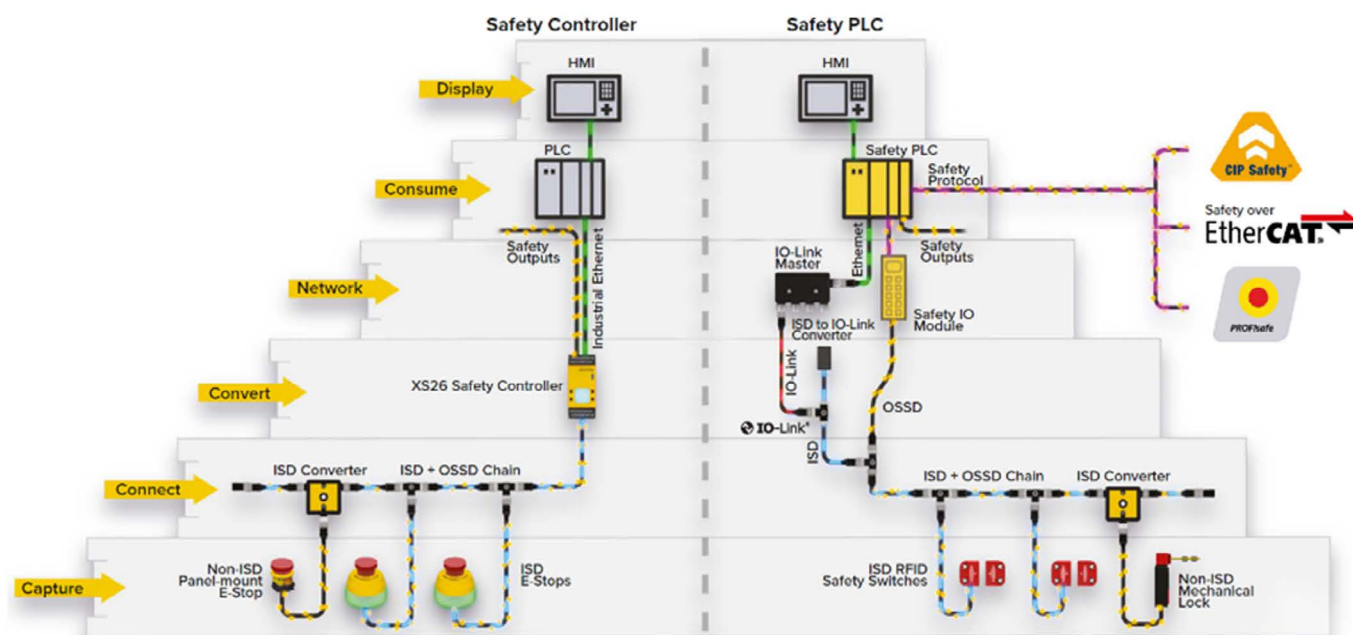 Safety Controller
Safety PLC
Display
HMI
HMI
Consume
PLC
Safety PLC
Safety
Protocol
CIP Safety™
Safety over
EtherCAT®
PROFIsafe
Network
Safety
Outputs
Industrial Ethernet
IO-Link
Master
Ethernet
Safety
Outputs
Safety IO
Module
ISD to IO-Link
Converter
Convert
XS26 Safety Controller
IO-Link
IO-Link®
OSSD
ISD
Connect
ISD Converter
ISD + OSSD Chain
ISD + OSSD Chain
ISD Converter
Capture
Non-ISD
Panel-mount
E-Stop
ISD
E-Stops
ISD RFID
Safety Switches
Non-ISD
Mechanical
Lock